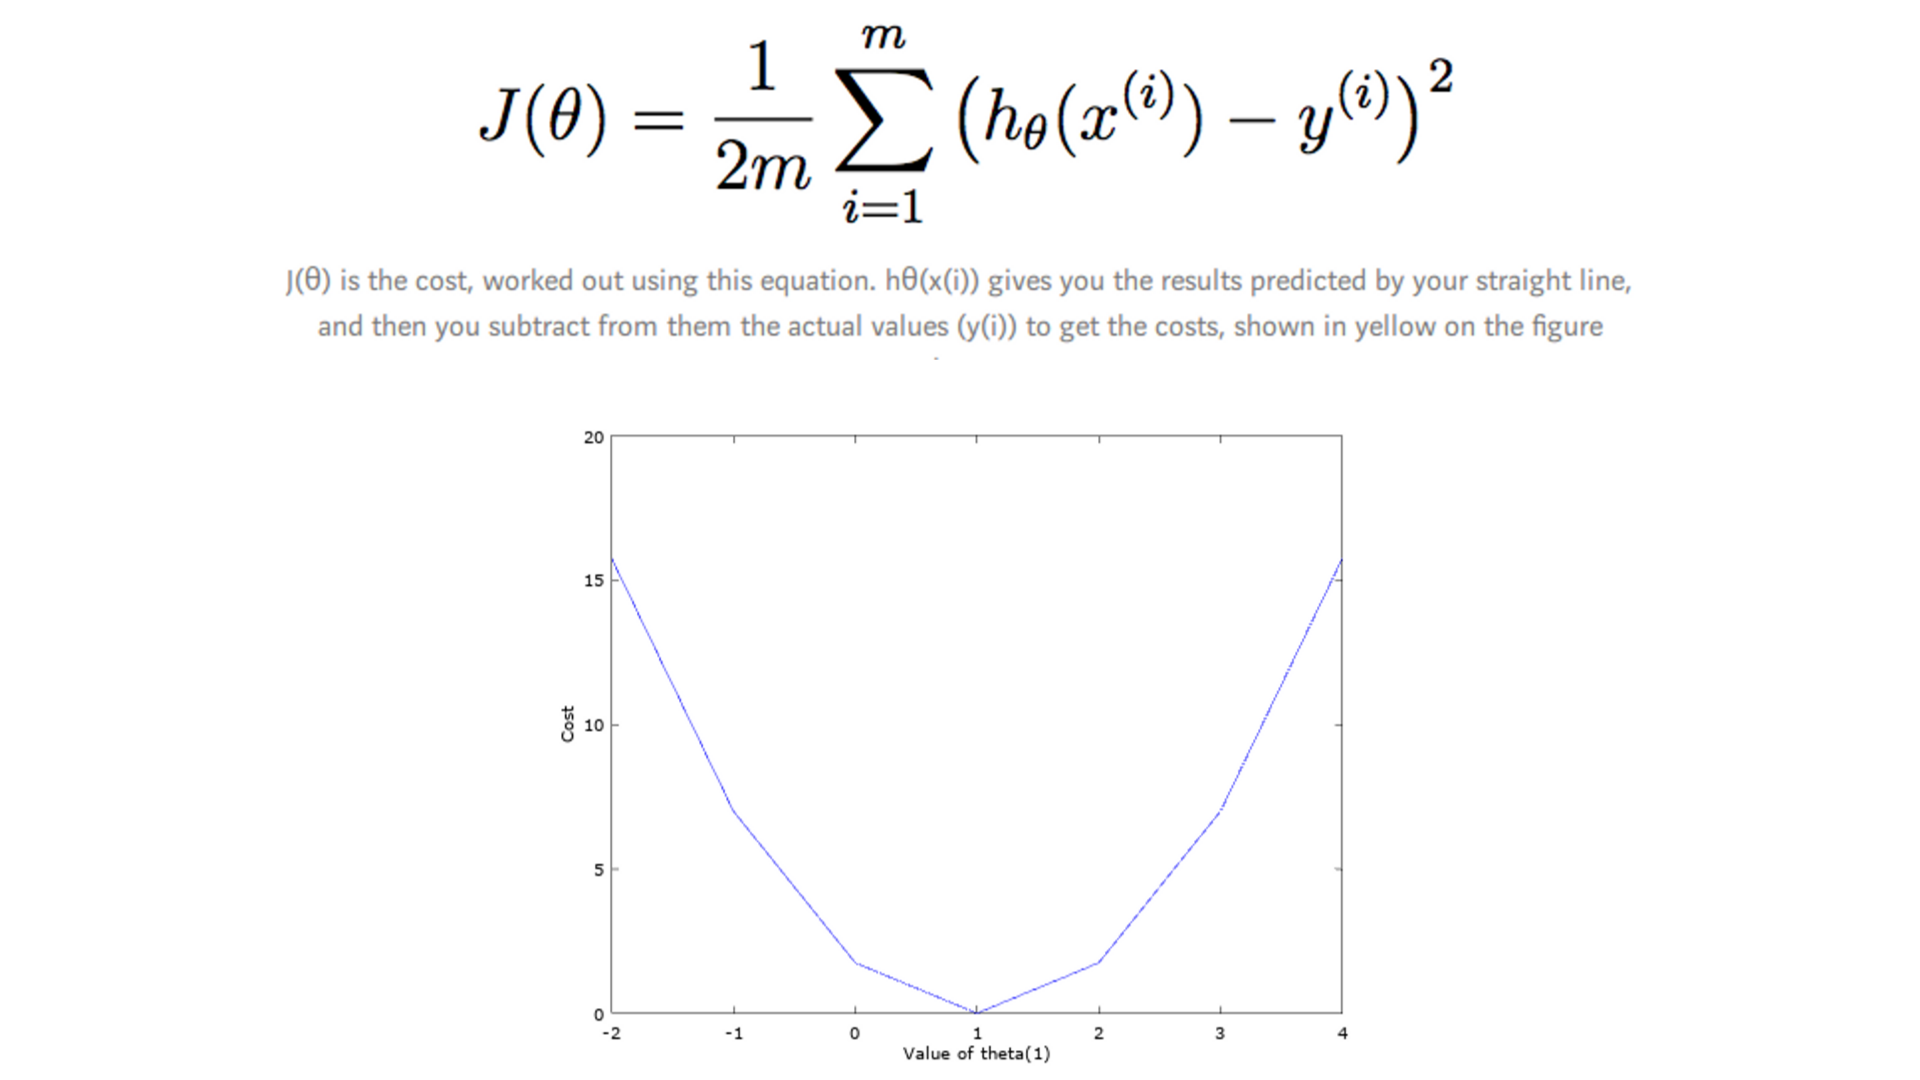 J(θ) = 1/2m ∑ᵢ₌₁ᵐ (h_θ(x⁽ⁱ⁾) − y⁽ⁱ⁾)²
J(θ) is the cost, worked out using this equation. hθ(x(i)) gives you the results predicted by your straight line,
and then you subtract from them the actual values (y(i)) to get the costs, shown in yellow on the figure
20
15
10
5
0
Cost
-2 -1 0 1 2 3 4
Value of theta(1)